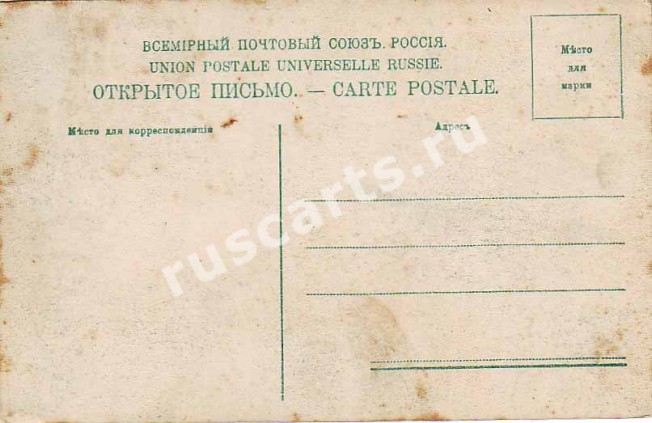 ВСЕМІРНЫЙ ПОЧТОВЫЙ СОЮЗЪ. РОССІЯ.
UNION POSTALE UNIVERSELLE RUSSIE.
ОТКРЫТОЕ ПИСЬМО. — CARTE POSTALE.
Мѣсто
для
марки
Мѣсто для корреспонденціи
Адресъ
ruscarts.ru